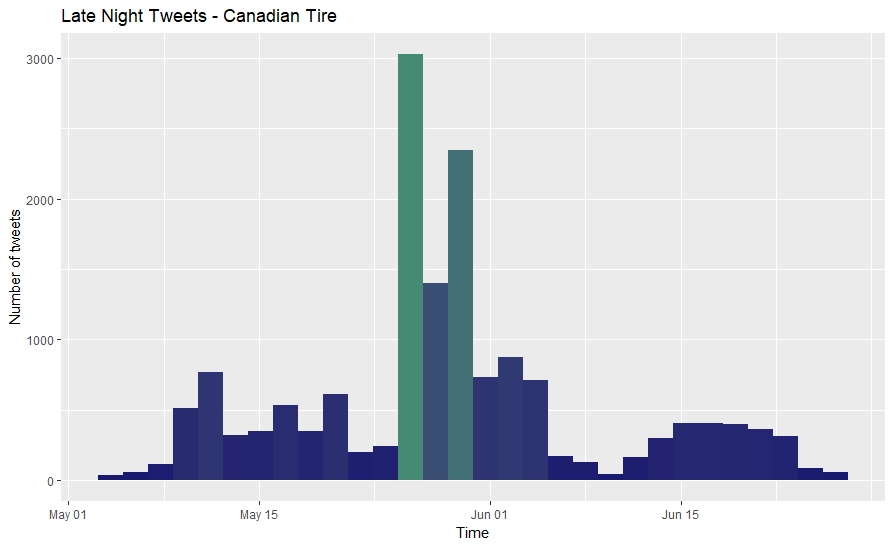 Late Night Tweets - Canadian Tire
Number of tweets
3000
2000
1000
0
May 01
May 15
Jun 01
Jun 15
Time